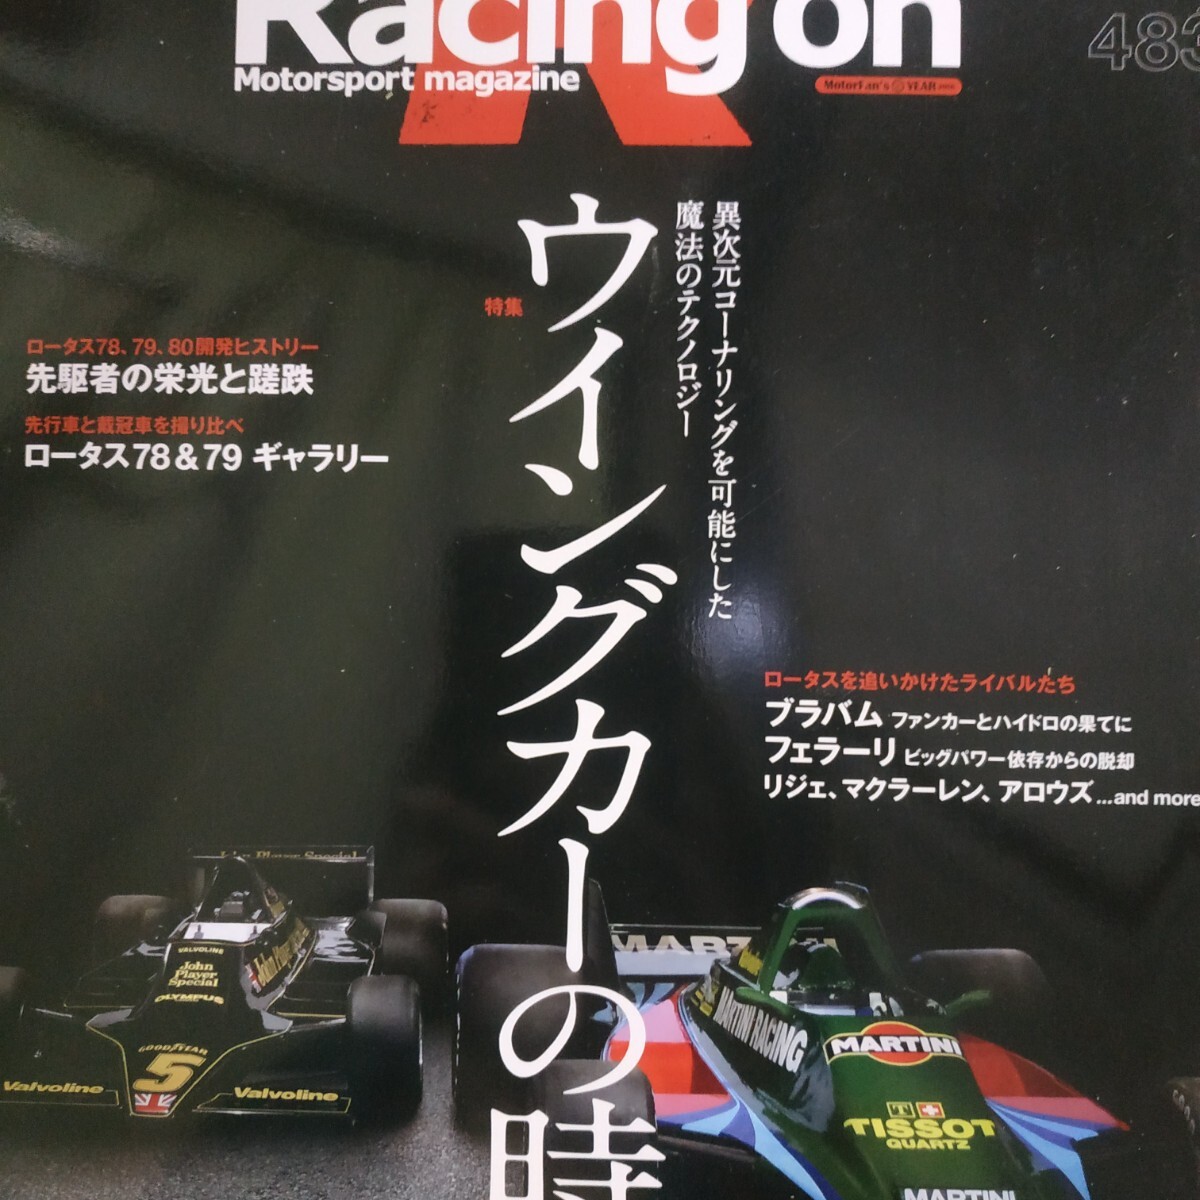 Racing on
483
Motorsport magazine
MotorFan's YEAR
異次元コーナリングを可能にした
魔法のテクノロジー
特集
ウイングカーの時
ロータス78、79、80開発ヒストリー
先駆者の栄光と蹉跌
先行車と戴冠車を撮り比べ
ロータス78&79 ギャラリー
ロータスを追いかけたライバルたち
ブラバム ファンカーとハイドロの果てに
フェラーリ ビッグパワー依存からの脱却
リジェ、マクラーレン、アロウズ …and more
John Player Special
VALVOLINE
John
Player
Special
John Player Special
OLYMPUS
GOODYEAR
5
Valvoline
Valvoline
MARTINI
MARTINI RACING
MARTINI
T
TISSOT
QUARTZ
MARTINI